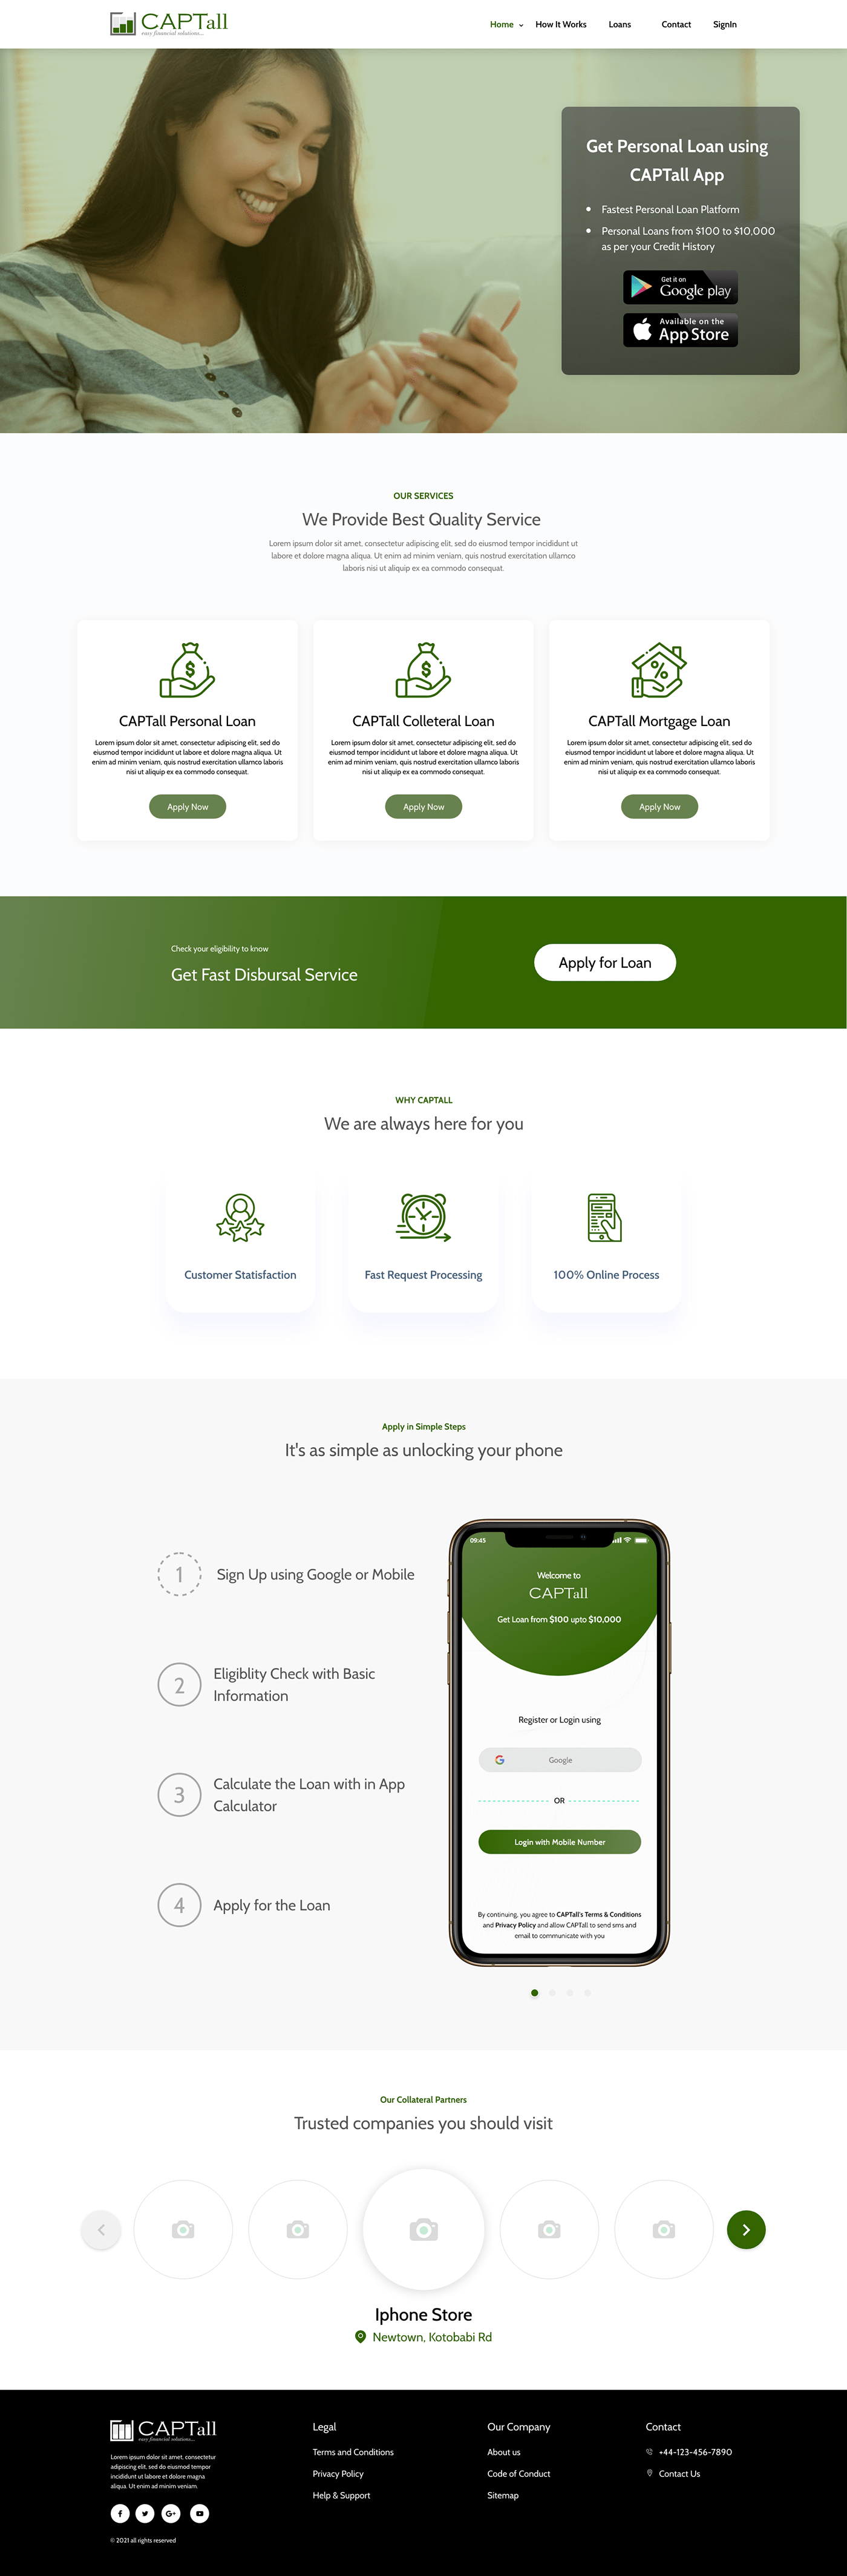 CAPTall
easy financial solutions...
Home
How It Works
Loans
Contact
SignIn
Get Personal Loan using
CAPTall App
Fastest Personal Loan Platform
Personal Loans from $100 to $10,000
as per your Credit History
Get it on
Google play
Available on the
App Store
OUR SERVICES
We Provide Best Quality Service
Lorem ipsum dolor sit amet, consectetur adipiscing elit, sed do eiusmod tempor incididunt ut
labore et dolore magna aliqua. Ut enim ad minim veniam, quis nostrud exercitation ullamco
laboris nisi ut aliquip ex ea commodo consequat.
CAPTall Personal Loan
Lorem ipsum dolor sit amet, consectetur adipiscing elit, sed do
eiusmod tempor incididunt ut labore et dolore magna aliqua. Ut
enim ad minim veniam, quis nostrud exercitation ullamco laboris
nisi ut aliquip ex ea commodo consequat.
Apply Now
CAPTall Colleteral Loan
Lorem ipsum dolor sit amet, consectetur adipiscing elit, sed do
eiusmod tempor incididunt ut labore et dolore magna aliqua. Ut
enim ad minim veniam, quis nostrud exercitation ullamco laboris
nisi ut aliquip ex ea commodo consequat.
Apply Now
CAPTall Mortgage Loan
Lorem ipsum dolor sit amet, consectetur adipiscing elit, sed do
eiusmod tempor incididunt ut labore et dolore magna aliqua. Ut
enim ad minim veniam, quis nostrud exercitation ullamco laboris
nisi ut aliquip ex ea commodo consequat.
Apply Now
Check your eligibility to know
Get Fast Disbursal Service
Apply for Loan
WHY CAPTALL
We are always here for you
Customer Statisfaction
Fast Request Processing
100% Online Process
Apply in Simple Steps
It's as simple as unlocking your phone
1
Sign Up using Google or Mobile
2
Eligiblity Check with Basic
Information
3
Calculate the Loan with in App
Calculator
4
Apply for the Loan
09:45
Welcome to
CAPTall
Get Loan from $100 upto $10,000
Register or Login using
Google
OR
Login with Mobile Number
By continuing, you agree to CAPTall's Terms & Conditions
and Privacy Policy and allow CAPTall to send sms and
email to communicate with you
Our Collateral Partners
Trusted companies you should visit
Iphone Store
Newtown, Kotobabi Rd
CAPTall
easy financial solutions...
Lorem ipsum dolor sit amet, consectetur
adipiscing elit, sed do eiusmod tempor
incididunt ut labore et dolore magna
aliqua. Ut enim ad minim veniam.
© 2021 all rights reserved
Legal
Terms and Conditions
Privacy Policy
Help & Support
Our Company
About us
Code of Conduct
Sitemap
Contact
+44-123-456-7890
Contact Us